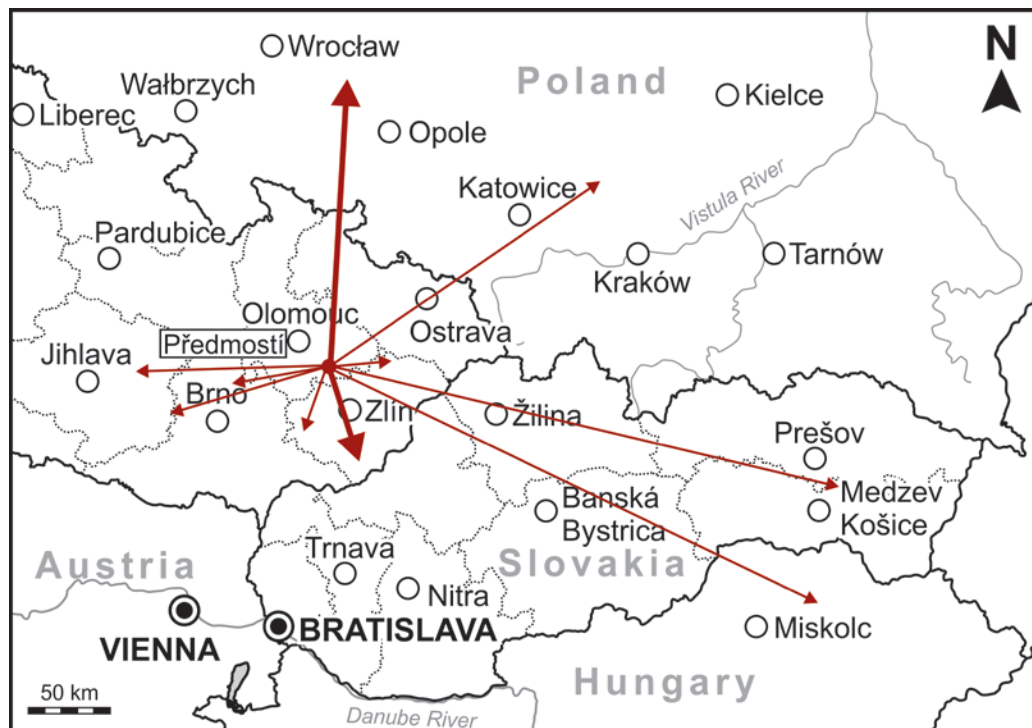 Wrocław
N
Wałbrzych
Poland
Kielce
Liberec
Opole
Katowice
Vistula River
Pardubice
Kraków
Tarnów
Olomouc
Ostrava
Předmostí
Jihlava
Brno
Zlín
Žilina
Prešov
Medzev
Košice
Banská
Bystrica
Trnava
Slovakia
Austria
Nitra
VIENNA
BRATISLAVA
Miskolc
Hungary
50 km
Danube River